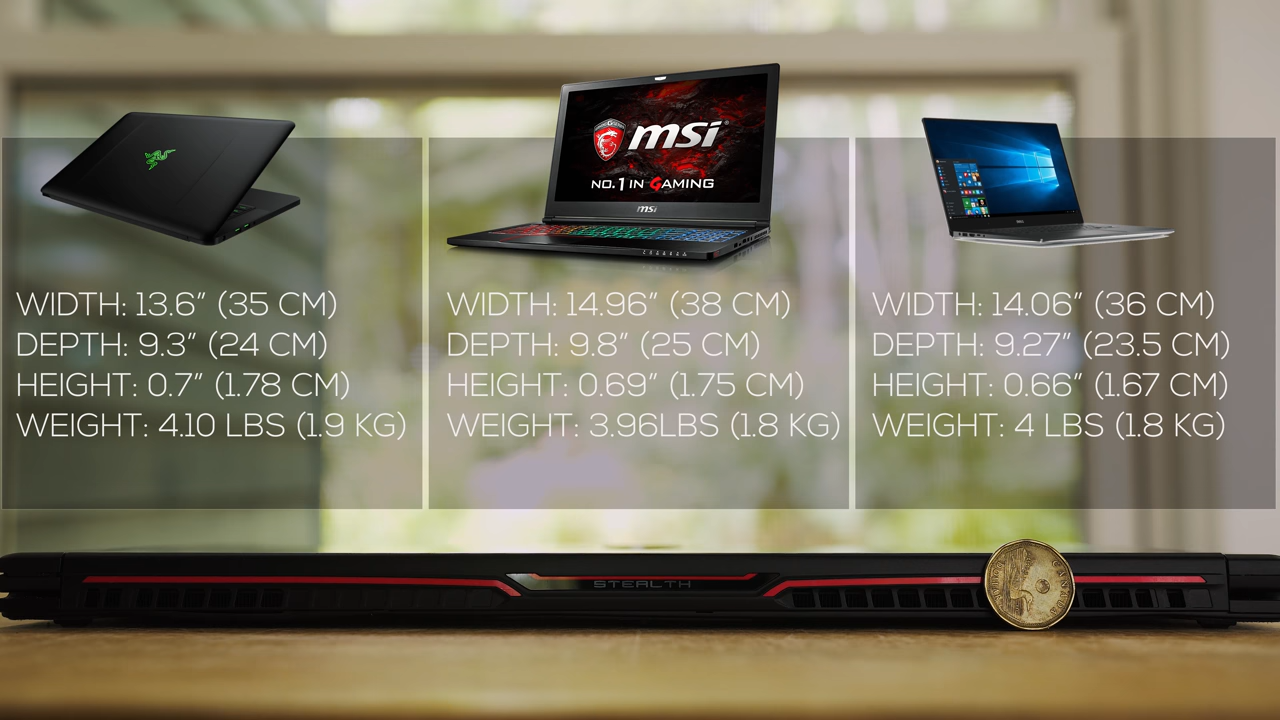 msi
NO. 1 IN GAMING
msi
WIDTH: 13.6” (35 CM)
DEPTH: 9.3” (24 CM)
HEIGHT: 0.7” (1.78 CM)
WEIGHT: 4.10 LBS (1.9 KG)
WIDTH: 14.96” (38 CM)
DEPTH: 9.8” (25 CM)
HEIGHT: 0.69” (1.75 CM)
WEIGHT: 3.96LBS (1.8 KG)
WIDTH: 14.06” (36 CM)
DEPTH: 9.27” (23.5 CM)
HEIGHT: 0.66” (1.67 CM)
WEIGHT: 4 LBS (1.8 KG)
STEALTH
CANADA